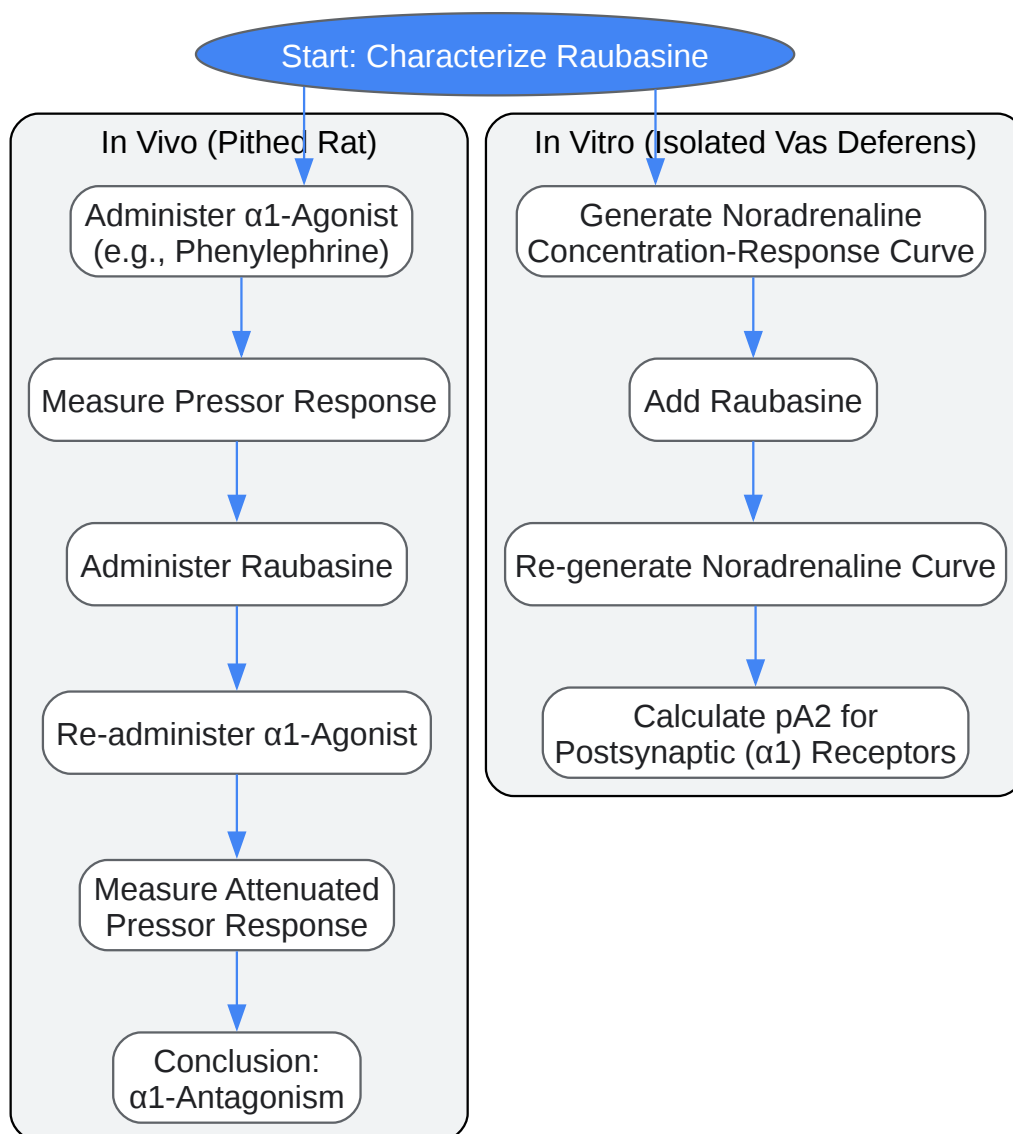 Start: Characterize Raubasine
In Vivo (Pithed Rat)
Administer α1-Agonist
(e.g., Phenylephrine)
Measure Pressor Response
Administer Raubasine
Re-administer α1-Agonist
Measure Attenuated
Pressor Response
Conclusion:
α1-Antagonism
In Vitro (Isolated Vas Deferens)
Generate Noradrenaline
Concentration-Response Curve
Add Raubasine
Re-generate Noradrenaline Curve
Calculate pA2 for
Postsynaptic (α1) Receptors